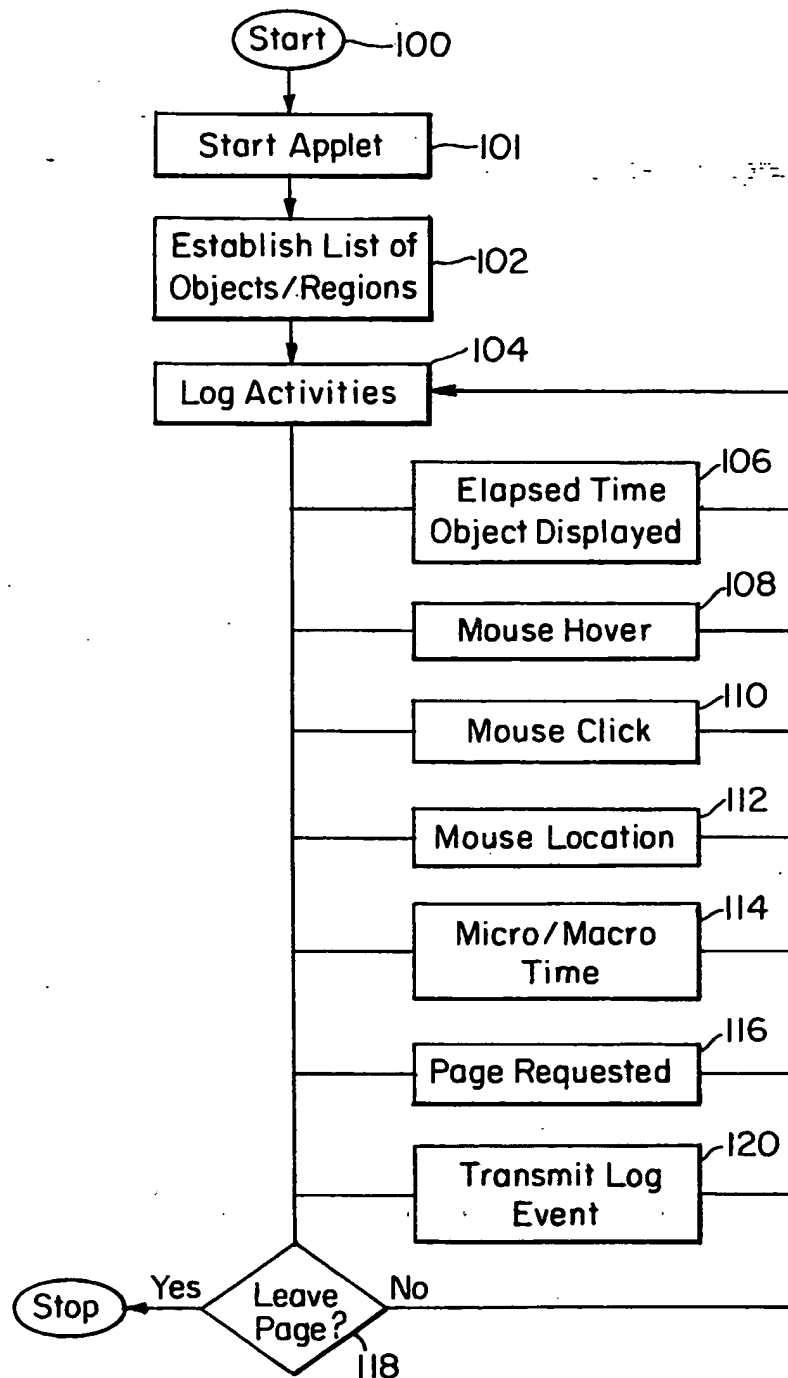 Start
100
Start Applet
101
Establish List of
Objects/Regions
102
104
Log Activities
106
Elapsed Time
Object Displayed
108
Mouse Hover
110
Mouse Click
112
Mouse Location
114
Micro/Macro
Time
116
Page Requested
120
Transmit Log
Event
Yes
No
Stop
Leave
Page?
118